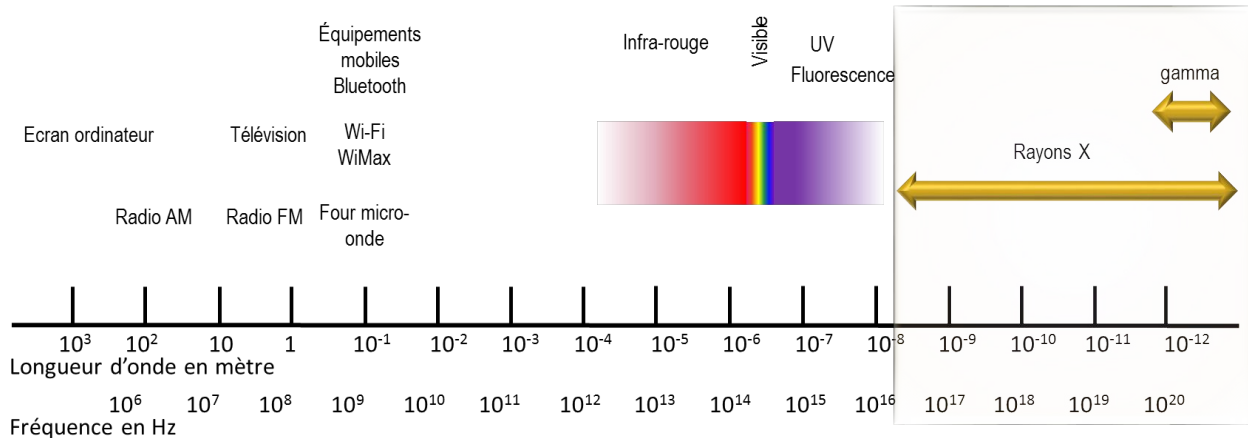 Équipements
mobiles
Bluetooth
Infra-rouge
Visible
UV
Fluorescence
gamma
Ecran ordinateur
Télévision
Wi-Fi
WiMax
Rayons X
Radio AM
Radio FM
Four micro-
onde
10³ 10² 10 1 10⁻¹ 10⁻² 10⁻³ 10⁻⁴ 10⁻⁵ 10⁻⁶ 10⁻⁷ 10⁻⁸ 10⁻⁹ 10⁻¹⁰ 10⁻¹¹ 10⁻¹²
Longueur d'onde en mètre
10⁶ 10⁷ 10⁸ 10⁹ 10¹⁰ 10¹¹ 10¹² 10¹³ 10¹⁴ 10¹⁵ 10¹⁶ 10¹⁷ 10¹⁸ 10¹⁹ 10²⁰
Fréquence en Hz